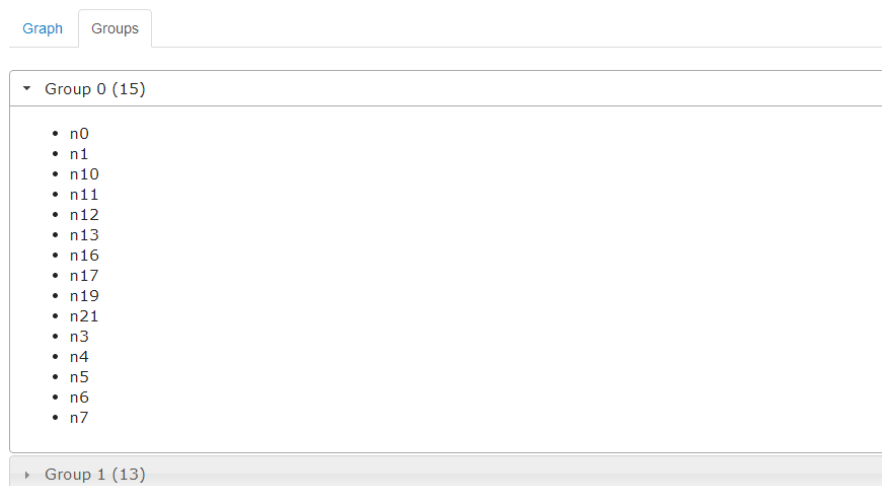 Graph Groups
Group 0 (15)
n0
n1
n10
n11
n12
n13
n16
n17
n19
n21
n3
n4
n5
n6
n7
Group 1 (13)